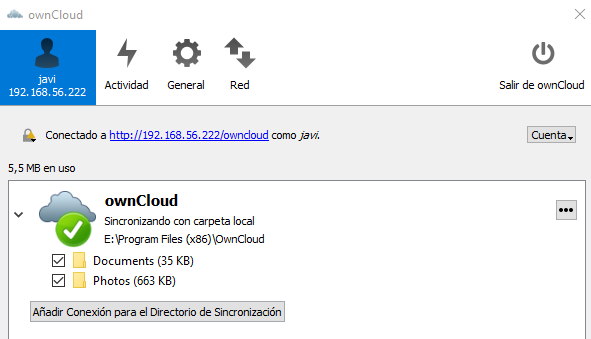 ownCloud
javi
192.168.56.222
Actividad
General
Red
Salir de ownCloud
Conectado a http://192.168.56.222/owncloud como javi.
Cuenta
5,5 MB en uso
ownCloud
Sincronizando con carpeta local
E:\Program Files (x86)\OwnCloud
Documents (35 KB)
Photos (663 KB)
Añadir Conexión para el Directorio de Sincronización